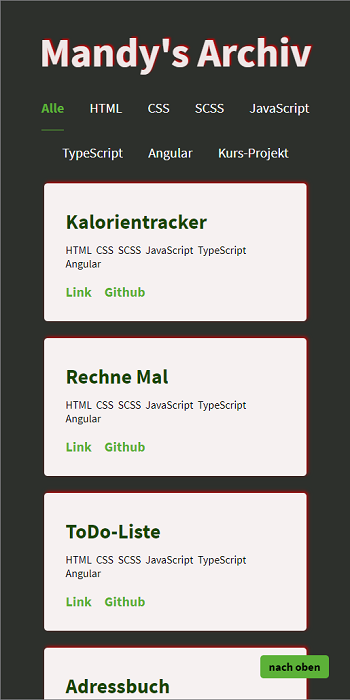 Mandy's Archiv
Alle HTML CSS SCSS JavaScript
TypeScript Angular Kurs-Projekt
Kalorientracker
HTML CSS SCSS JavaScript TypeScript
Angular
Link Github
Rechne Mal
HTML CSS SCSS JavaScript TypeScript
Angular
Link Github
ToDo-Liste
HTML CSS SCSS JavaScript TypeScript
Angular
Link Github
nach oben
Adressbuch